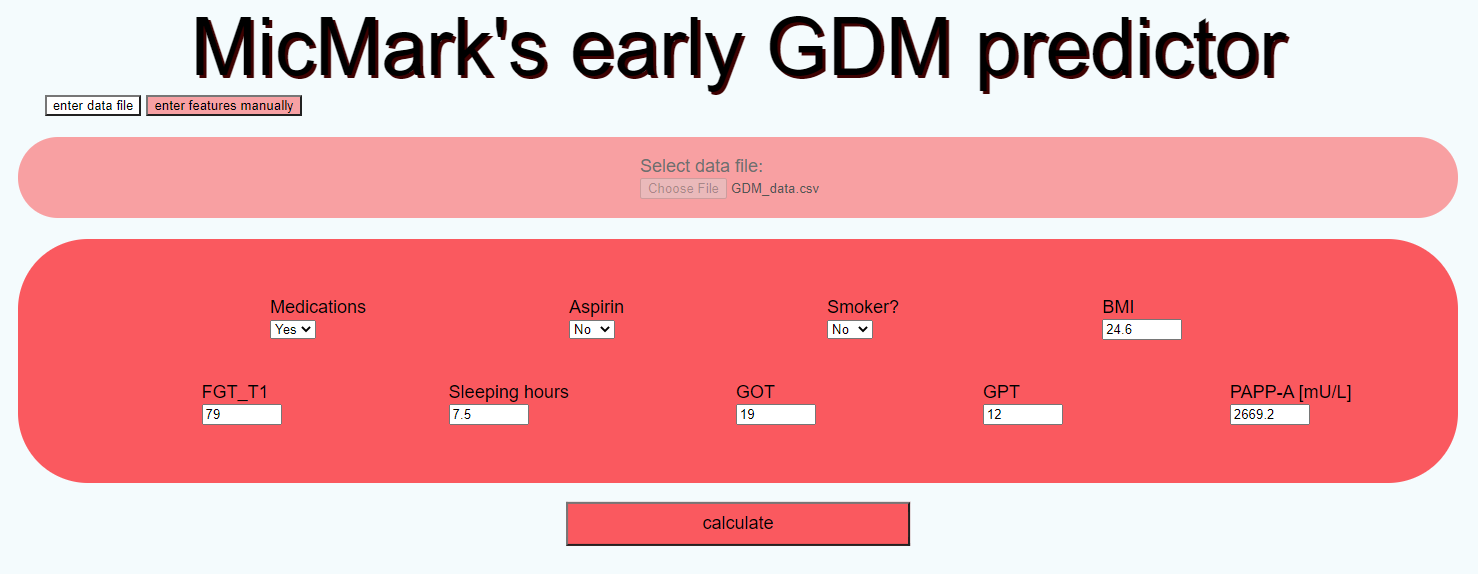 MicMark's early GDM predictor
enter data file enter features manually
Select data file:
Choose File GDM_data.csv
Medications Aspirin Smoker? BMI
Yes No No 24.6
FGT_T1 Sleeping hours GOT GPT PAPP-A [mU/L]
79 7.5 19 12 2669.2
calculate